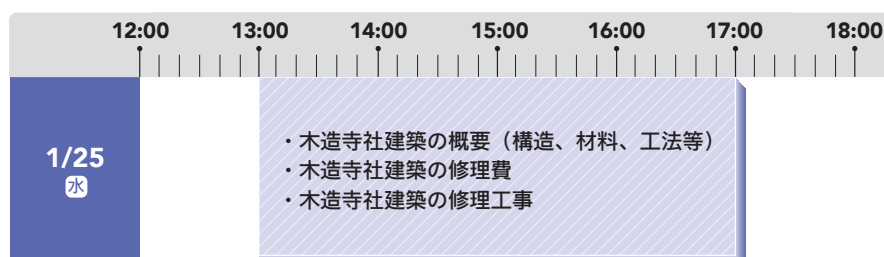 12:00 13:00 14:00 15:00 16:00 17:00 18:00
1/25
水
・木造寺社建築の概要（構造、材料、工法等）
・木造寺社建築の修理費
・木造寺社建築の修理工事